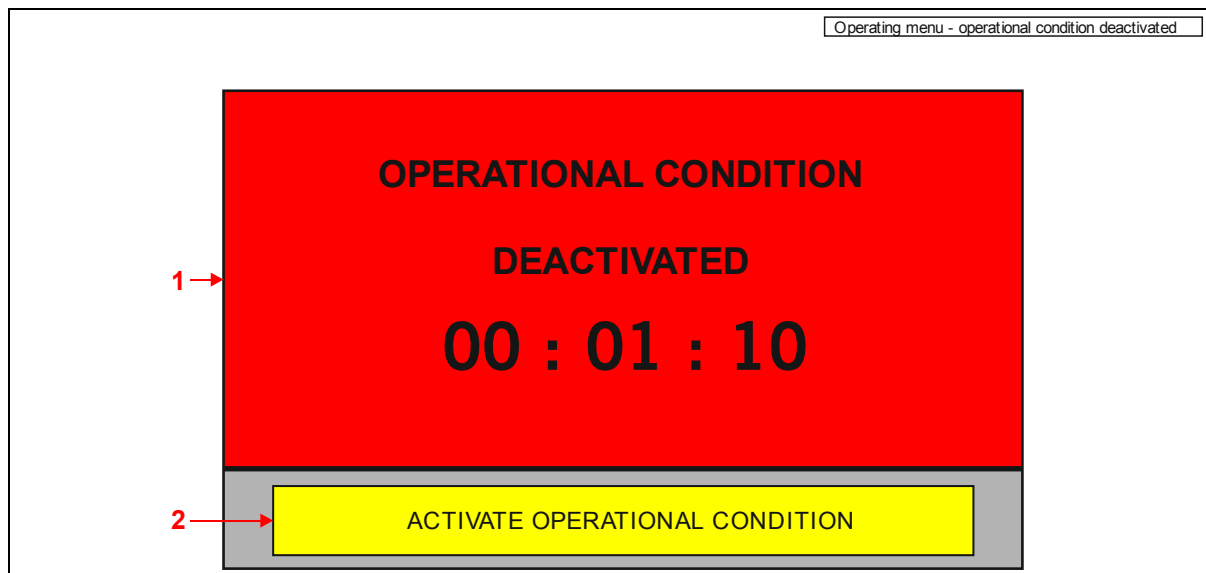 Operating menu - operational condition deactivated
OPERATIONAL CONDITION
DEACTIVATED
1
00 : 01 : 10
2
ACTIVATE OPERATIONAL CONDITION